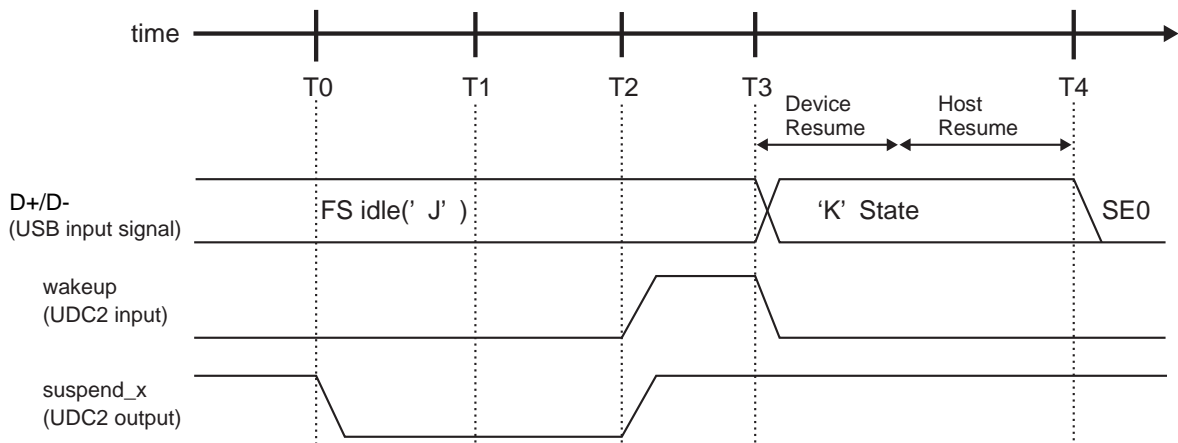 time
T0 T1 T2 T3 T4
Device Host
Resume Resume
D+/D-
(USB input signal)
FS idle(’ J’ ) ‘K’ State SE0
wakeup
(UDC2 input)
suspend_x
(UDC2 output)